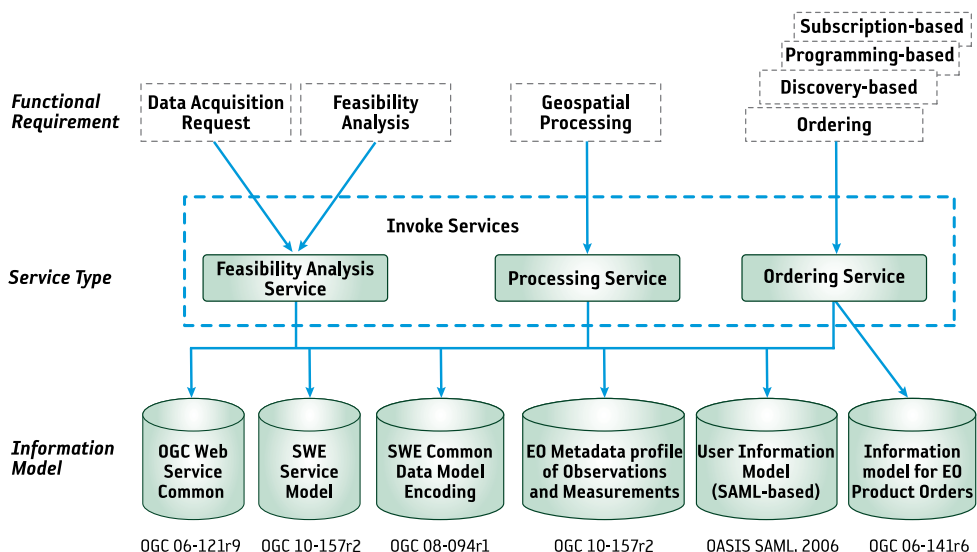 Subscription-based
Programming-based
Discovery-based
Ordering
Functional
Requirement
Data Acquisition
Request
Feasibility
Analysis
Geospatial
Processing
Invoke Services
Service Type
Feasibility Analysis
Service
Processing Service
Ordering Service
Information
Model
OGC Web
Service
Common
SWE
Service
Model
SWE Common
Data Model
Encoding
EO Metadata profile
of Observations
and Measurements
User Information
Model
(SAML-based)
Information
model for EO
Product Orders
OGC 06-121r9
OGC 10-157r2
OGC 08-094r1
OGC 10-157r2
OASIS SAML, 2006
OGC 06-141r6